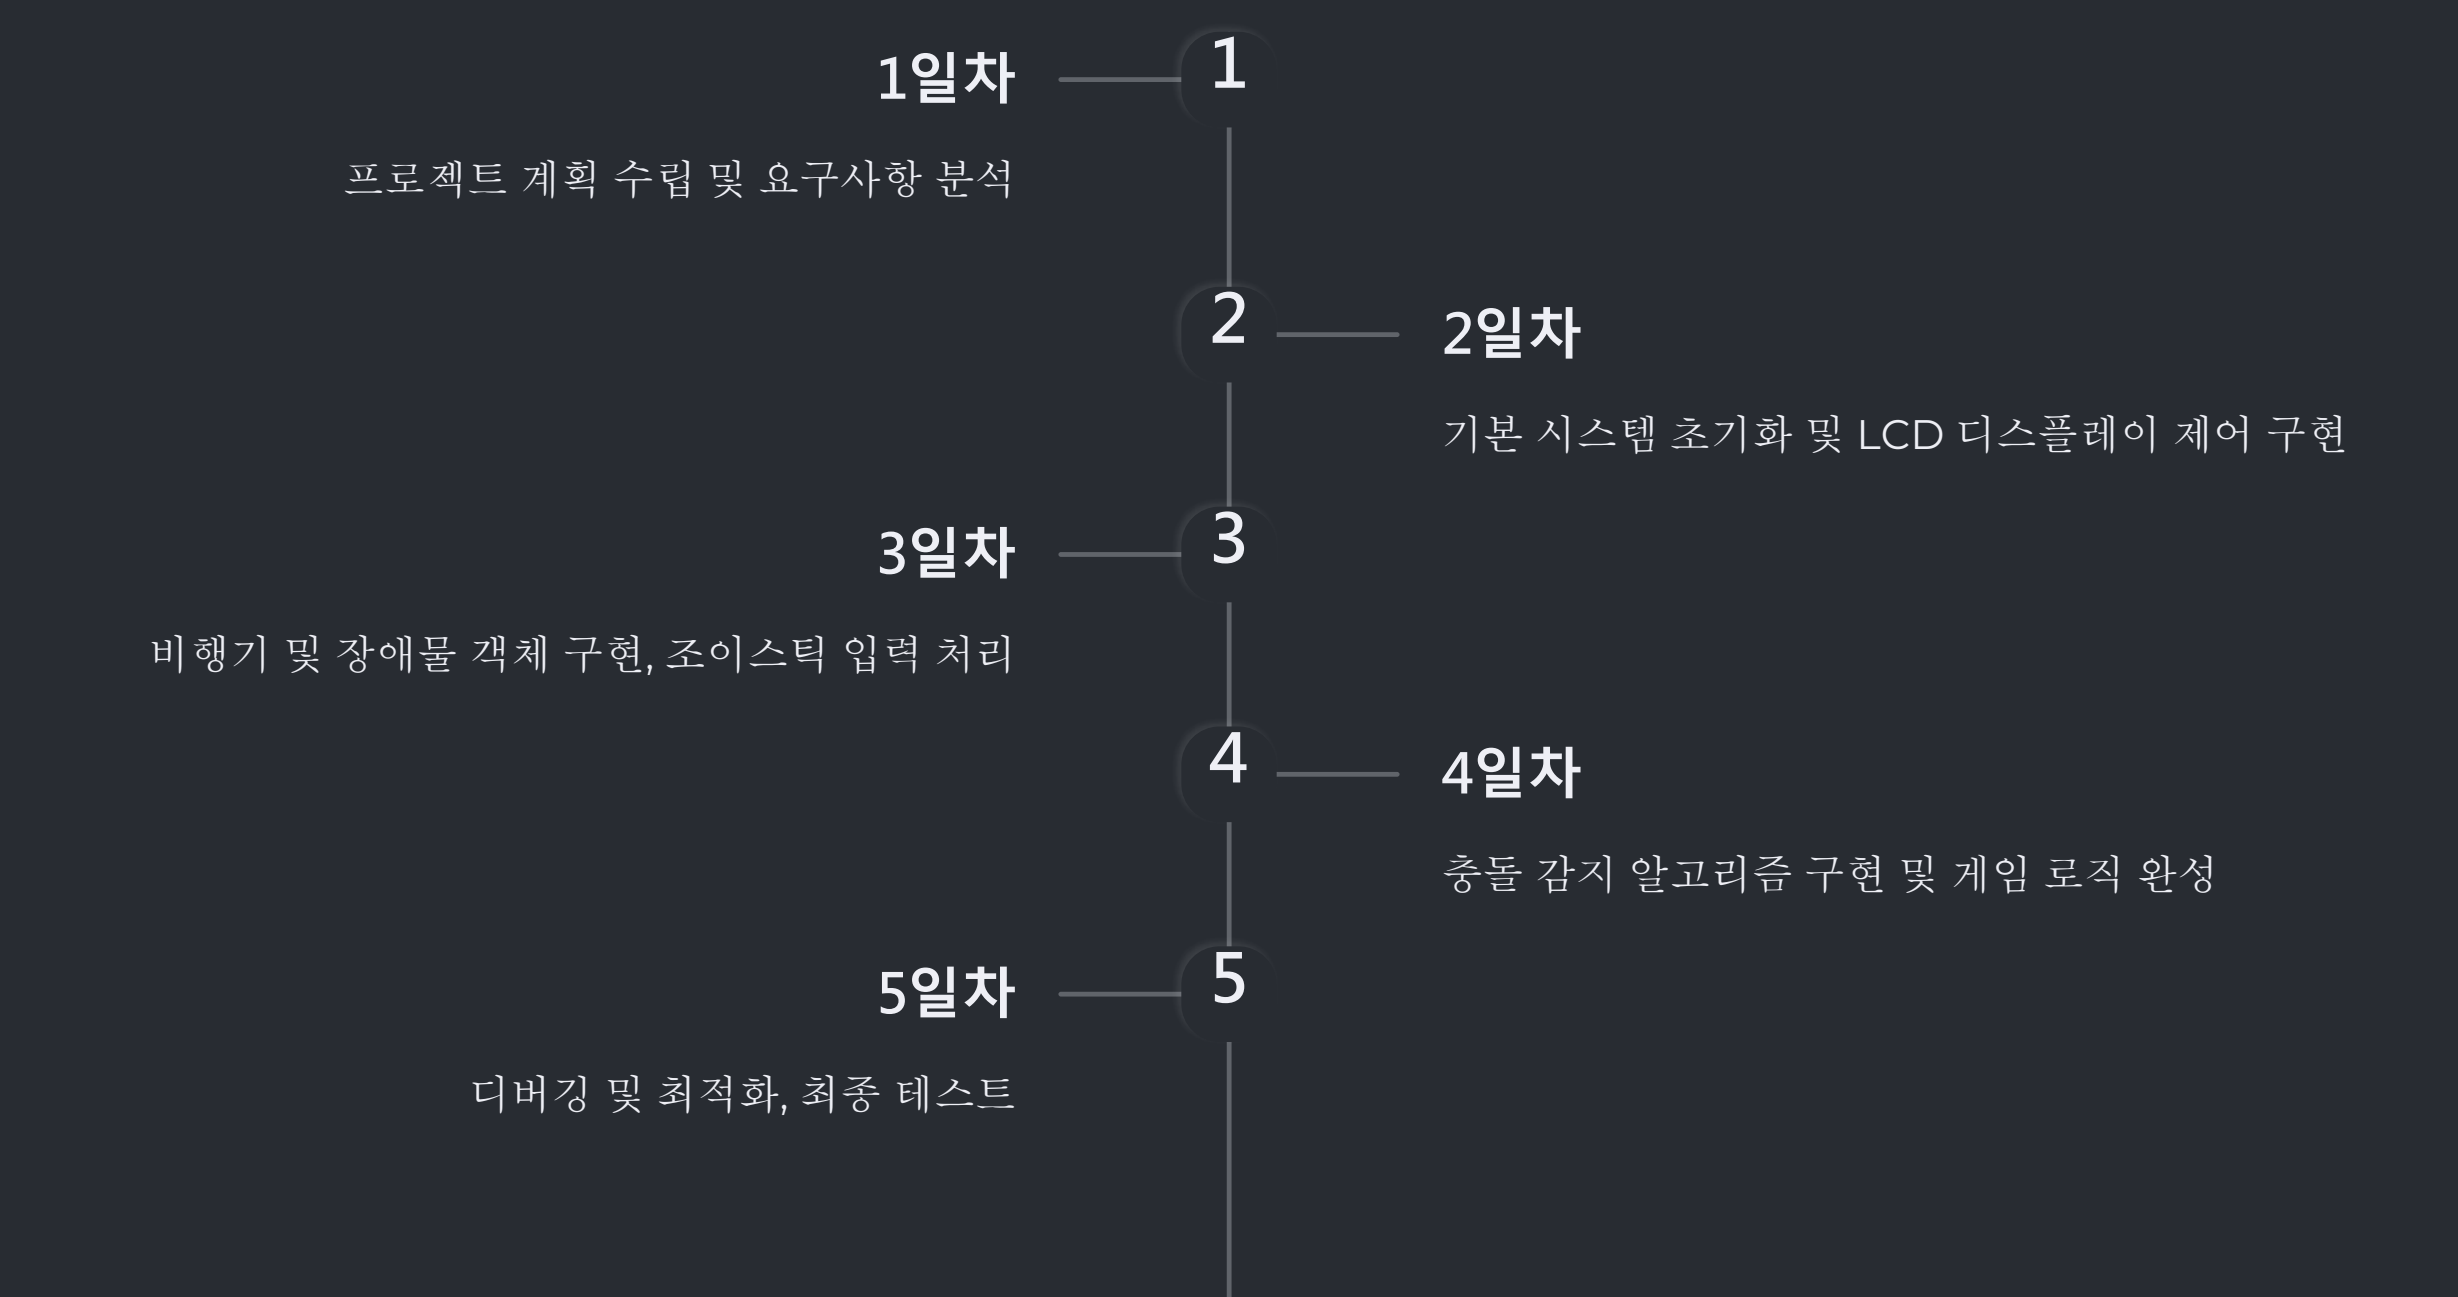 1
1일차
프로젝트 계획 수립 및 요구사항 분석
2
2일차
기본 시스템 초기화 및 LCD 디스플레이 제어 구현
3
3일차
비행기 및 장애물 객체 구현, 조이스틱 입력 처리
4
4일차
충돌 감지 알고리즘 구현 및 게임 로직 완성
5
5일차
디버깅 및 최적화, 최종 테스트